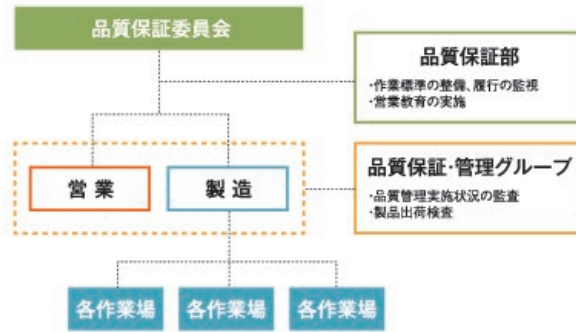 品質保証委員会
品質保証部
・作業標準の整備、履行の監視
・営業教育の実施
営業
製造
品質保証・管理グループ
・品質管理実施状況の監査
・製品出荷検査
各作業場
各作業場
各作業場